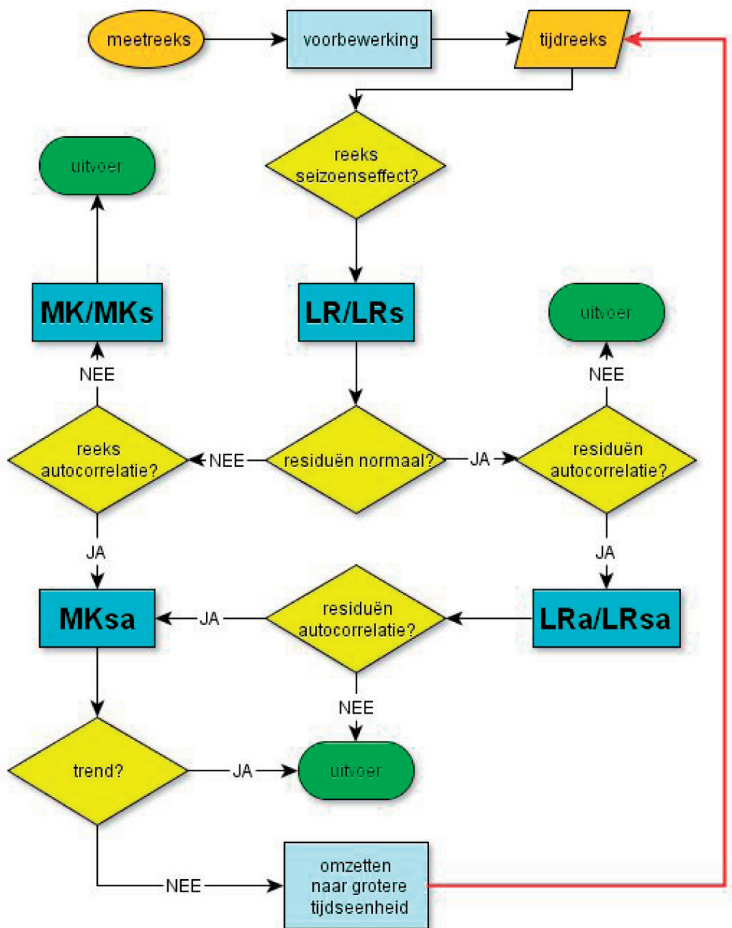 meetreeks
voorbewerking
tijdreeks
reeks
seizoenseffect?
uitvoer
MK/MKs
LR/LRs
uitvoer
NEE
NEE
reeks
autocorrelatie?
NEE
residuën normaal?
JA
residuën
autocorrelatie?
JA
JA
MKsa
JA
residuën
autocorrelatie?
LRa/LRsa
NEE
trend?
JA
uitvoer
NEE
omzetten
naar grotere
tijdseenheid